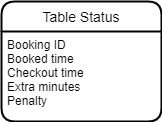 Table Status
Booking ID
Booked time
Checkout time
Extra minutes
Penalty